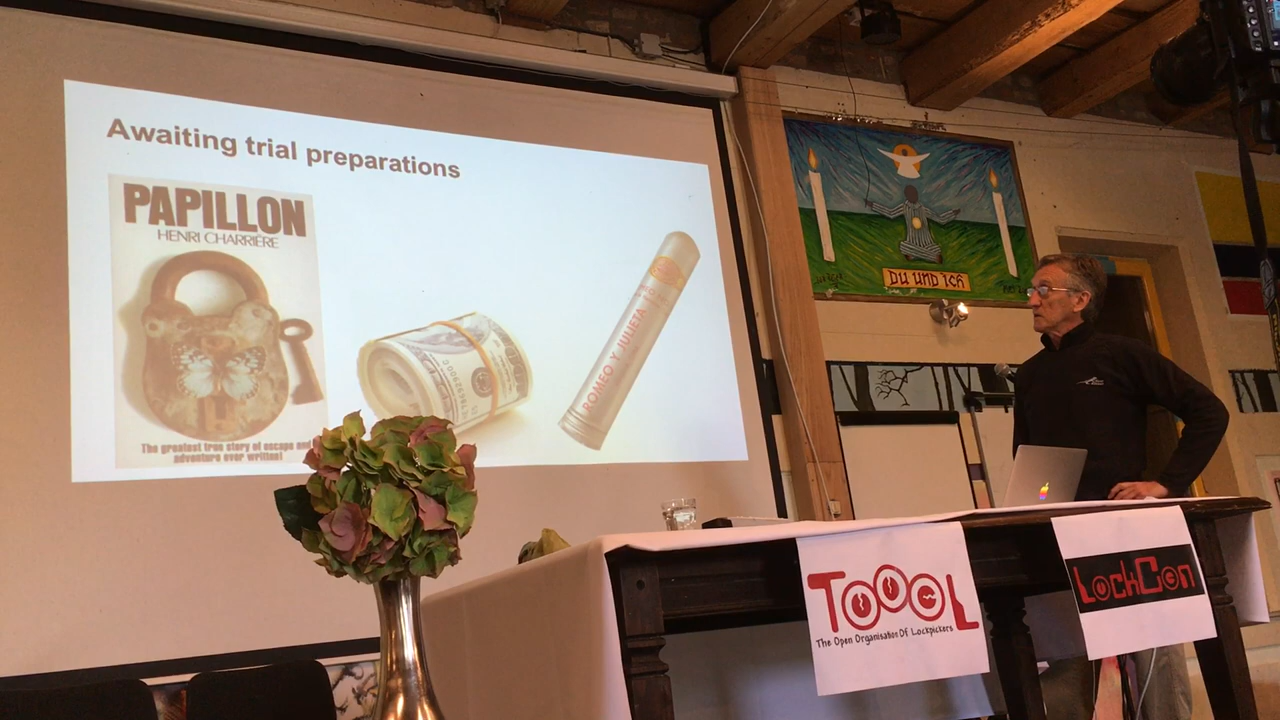 Awaiting trial preparations
PAPILLON
HENRI CHARRIÈRE
The greatest true story of escape and
adventure ever written!
ROMEO Y JULIETA
DU UND ICH
TOOOL
The Open Organisation Of Lockpickers
LockCon